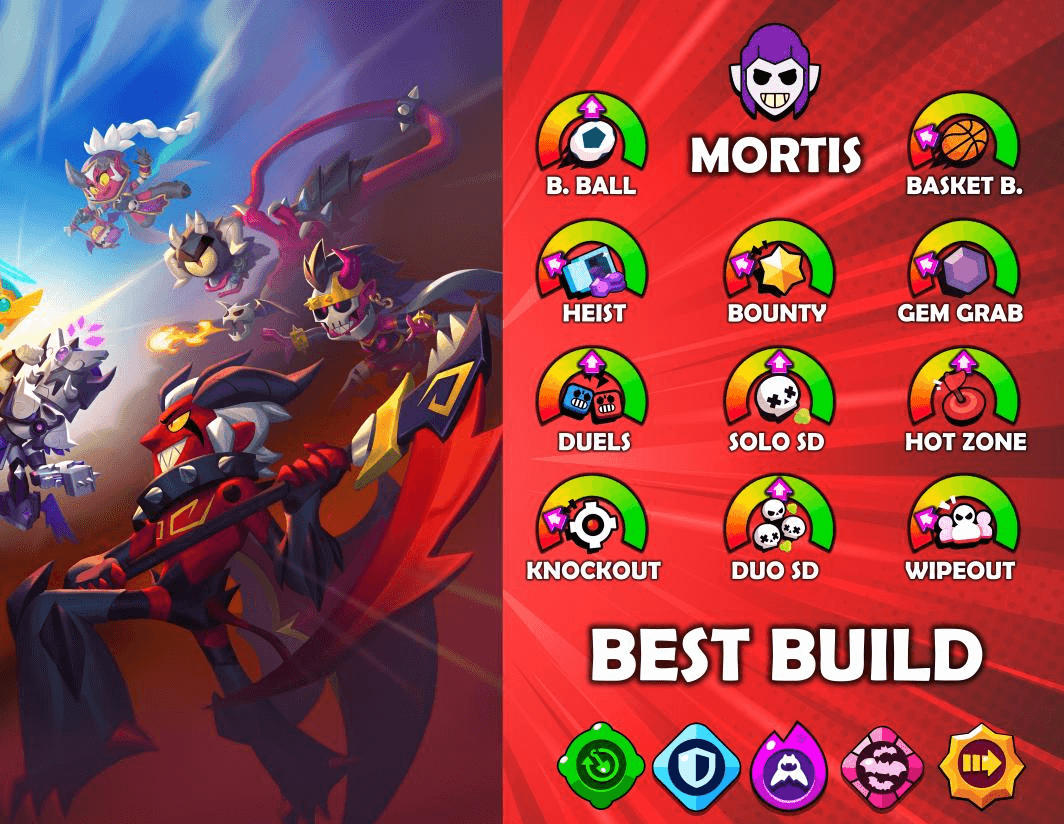 MORTIS
B. BALL
BASKET B.
HEIST
BOUNTY
GEM GRAB
DUELS
SOLO SD
HOT ZONE
KNOCKOUT
DUO SD
WIPEOUT
BEST BUILD